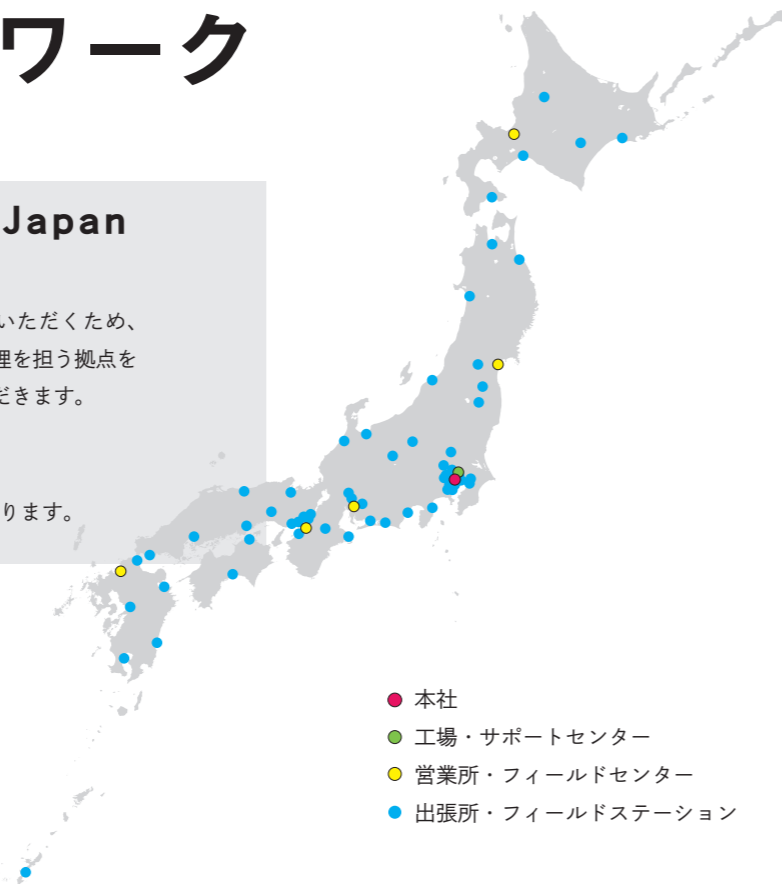 ワーク
Japan
いただくため、
理を担う拠点を
だきます。
ります。
本社
工場・サポートセンター
営業所・フィールドセンター
出張所・フィールドステーション